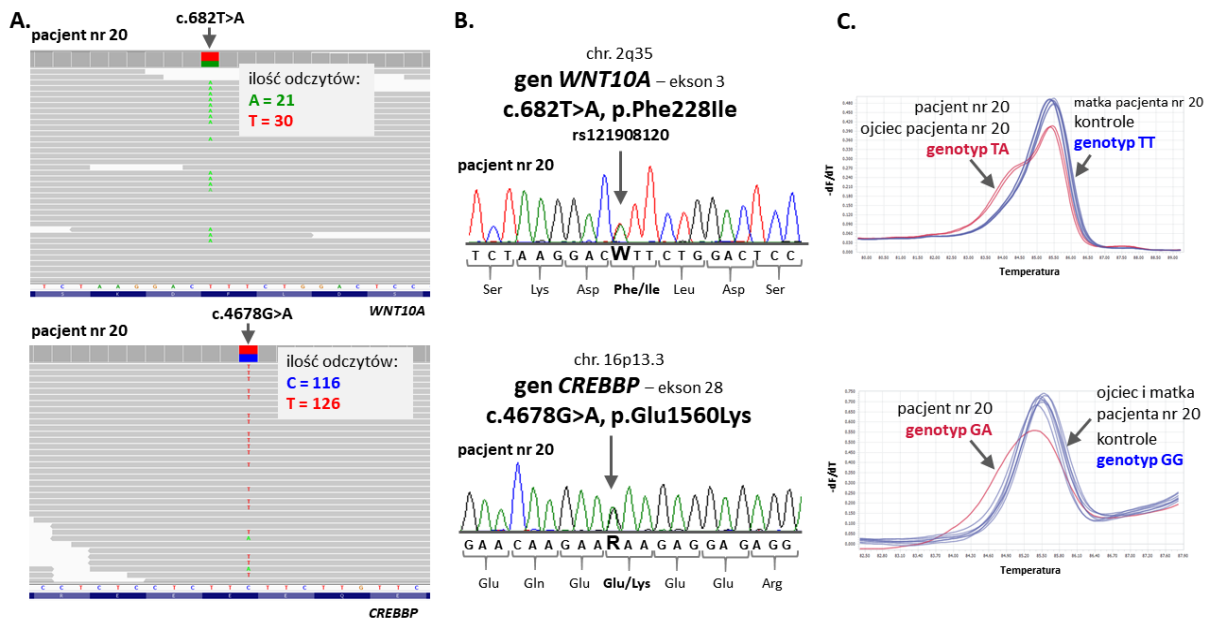 A.
c.682T>A
pacjent nr 20
ilość odczytów:
A = 21
T = 30
T C T A A G G A C T T T C T G G A C T C C
S K D F L D S
WNT10A
c.4678G>A
pacjent nr 20
ilość odczytów:
C = 116
T = 126
C C T C T C C T C T T C T T C T T G T T C
CREBBP
B.
chr. 2q35
gen WNT10A – ekson 3
c.682T>A, p.Phe228Ile
rs121908120
pacjent nr 20
T C T A A G G A C W T T C T G G A C T C C
Ser Lys Asp Phe/Ile Leu Asp Ser
chr. 16p13.3
gen CREBBP – ekson 28
c.4678G>A, p.Glu1560Lys
pacjent nr 20
G A A C A A G A A R A A G A G G A G A G G
Glu Gln Glu Glu/Lys Glu Glu Arg
C.
pacjent nr 20
ojciec pacjenta nr 20
genotyp TA
matka pacjenta nr 20
kontrole
genotyp TT
-dF/dT
Temperatura
pacjent nr 20
genotyp GA
ojciec i matka
pacjenta nr 20
kontrole
genotyp GG
-dF/dT
Temperatura